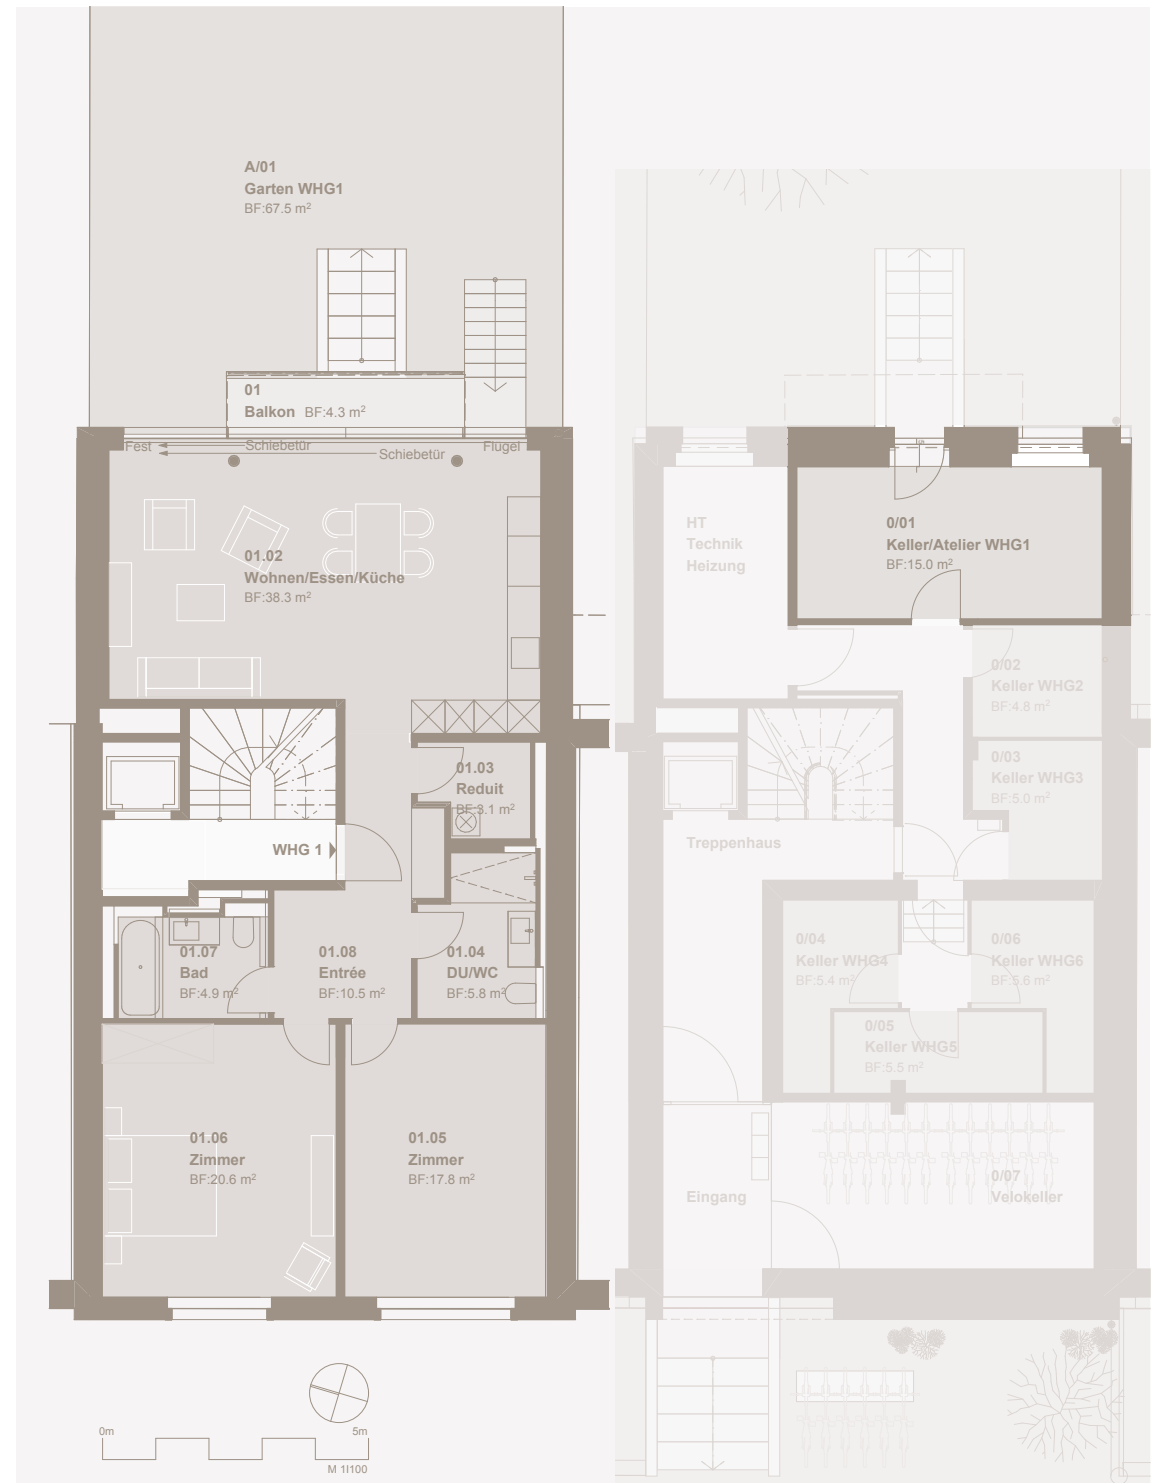 A/01
Garten WHG1
BF:67.5 m²
01
Balkon BF:4.3 m²
Fest
Schiebetür
Schiebetür
Flugel
01.02
Wohnen/Essen/Küche
BF:38.3 m²
01.03
Reduit
BF:3.1 m²
WHG 1
01.07
Bad
BF:4.9 m²
01.08
Entrée
BF:10.5 m²
01.04
DU/WC
BF:5.8 m²
01.06
Zimmer
BF:20.6 m²
01.05
Zimmer
BF:17.8 m²
0m
5m
M 1I100
HT
Technik
Heizung
0/01
Keller/Atelier WHG1
BF:15.0 m²
0/02
Keller WHG2
BF:4.8 m²
0/03
Keller WHG3
BF:5.0 m²
Treppenhaus
0/04
Keller WHG4
BF:5.4 m²
0/06
Keller WHG6
BF:5.6 m²
0/05
Keller WHG5
BF:5.5 m²
Eingang
0/07
Velokeller